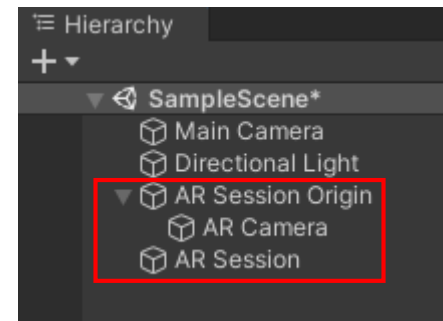 Hierarchy
SampleScene*
Main Camera
Directional Light
AR Session Origin
AR Camera
AR Session